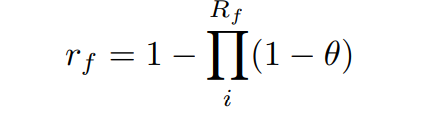 r_f = 1 - \prod_{i}^{R_f} (1 - \theta)